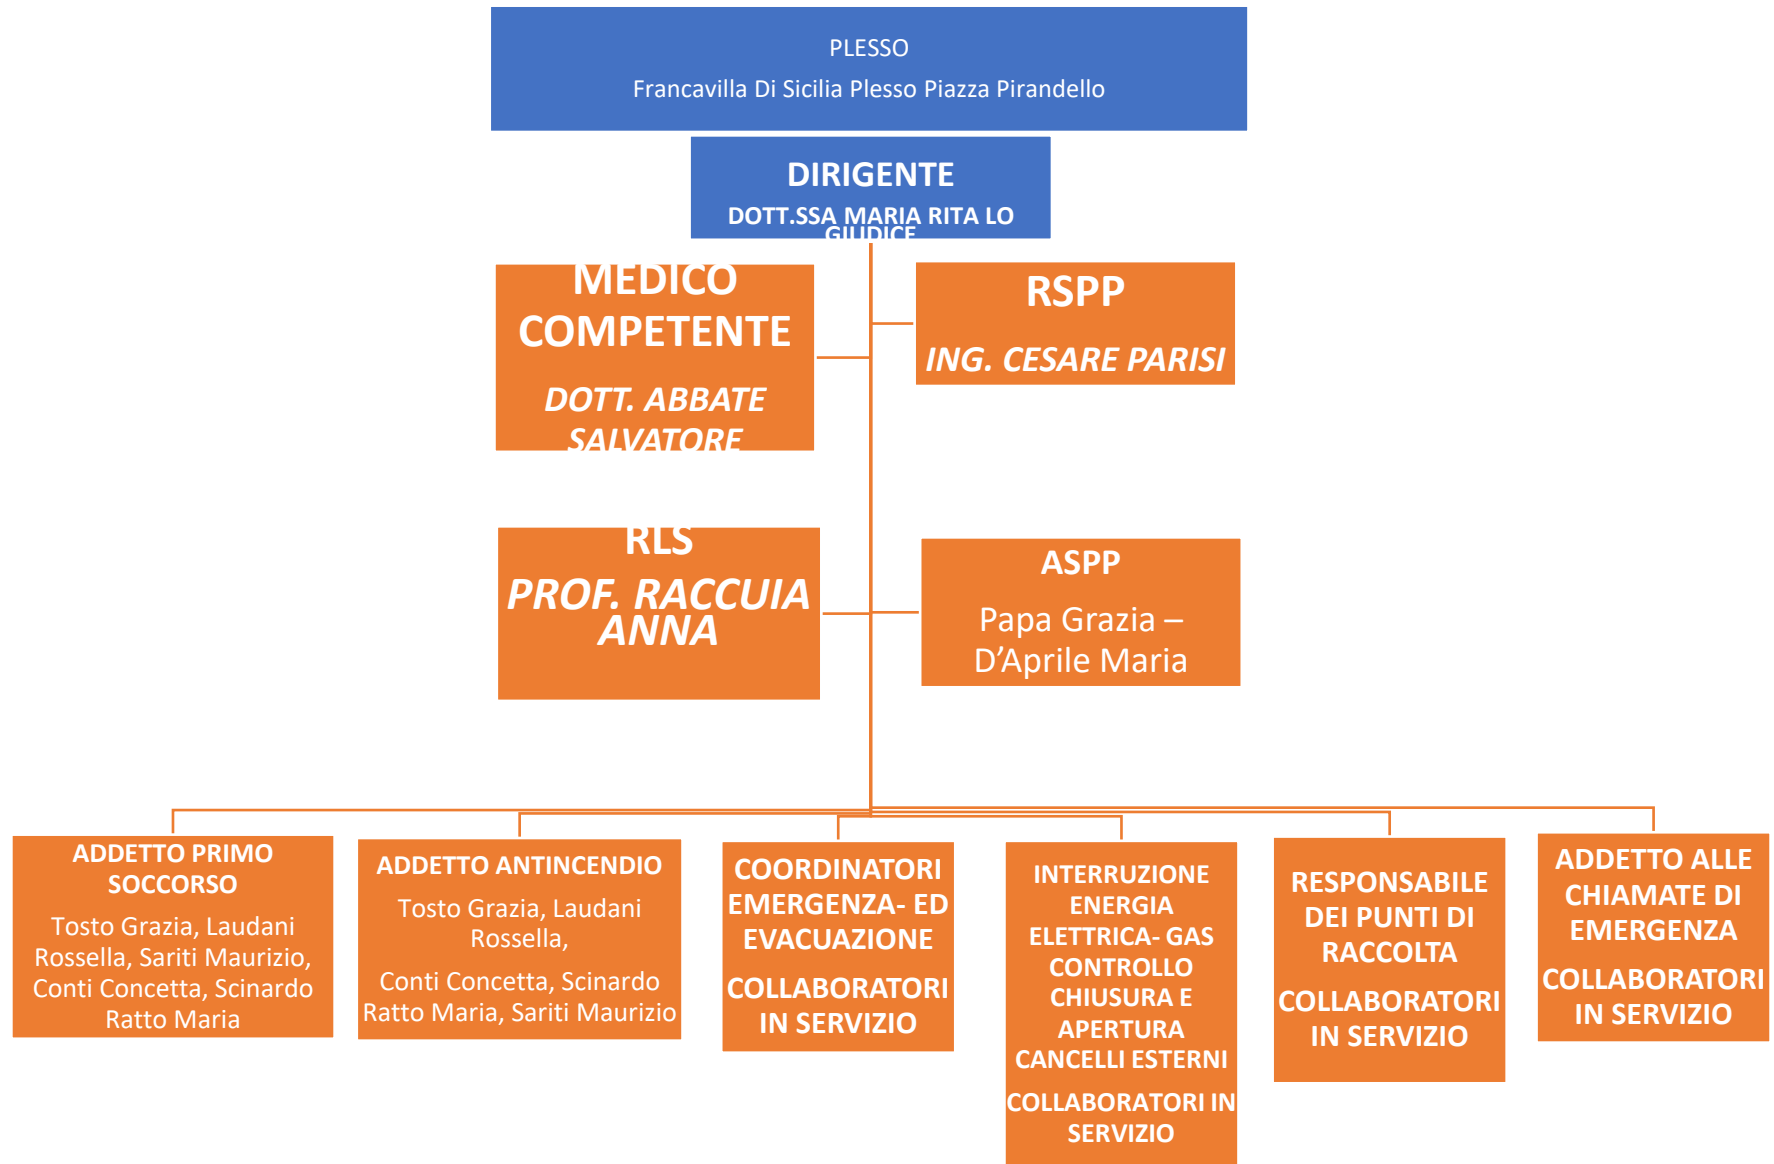 PLESSO
Francavilla Di Sicilia Plesso Piazza Pirandello
DIRIGENTE
DOTT.SSA MARIA RITA LO
GIUDICE
MEDICO
COMPETENTE
DOTT. ABBATE
SALVATORE
RSPP
ING. CESARE PARISI
RLS
PROF. RACCUIA
ANNA
ASPP
Papa Grazia –
D’Aprile Maria
ADDETTO PRIMO
SOCCORSO
Tosto Grazia, Laudani
Rossella, Sariti Maurizio,
Conti Concetta, Scinardo
Ratto Maria
ADDETTO ANTINCENDIO
Tosto Grazia, Laudani
Rossella,
Conti Concetta, Scinardo
Ratto Maria, Sariti Maurizio
COORDINATORI
EMERGENZA- ED
EVACUAZIONE
COLLABORATORI
IN SERVIZIO
INTERRUZIONE
ENERGIA
ELETTRICA- GAS
CONTROLLO
CHIUSURA E
APERTURA
CANCELLI ESTERNI
COLLABORATORI IN
SERVIZIO
RESPONSABILE
DEI PUNTI DI
RACCOLTA
COLLABORATORI
IN SERVIZIO
ADDETTO ALLE
CHIAMATE DI
EMERGENZA
COLLABORATORI
IN SERVIZIO